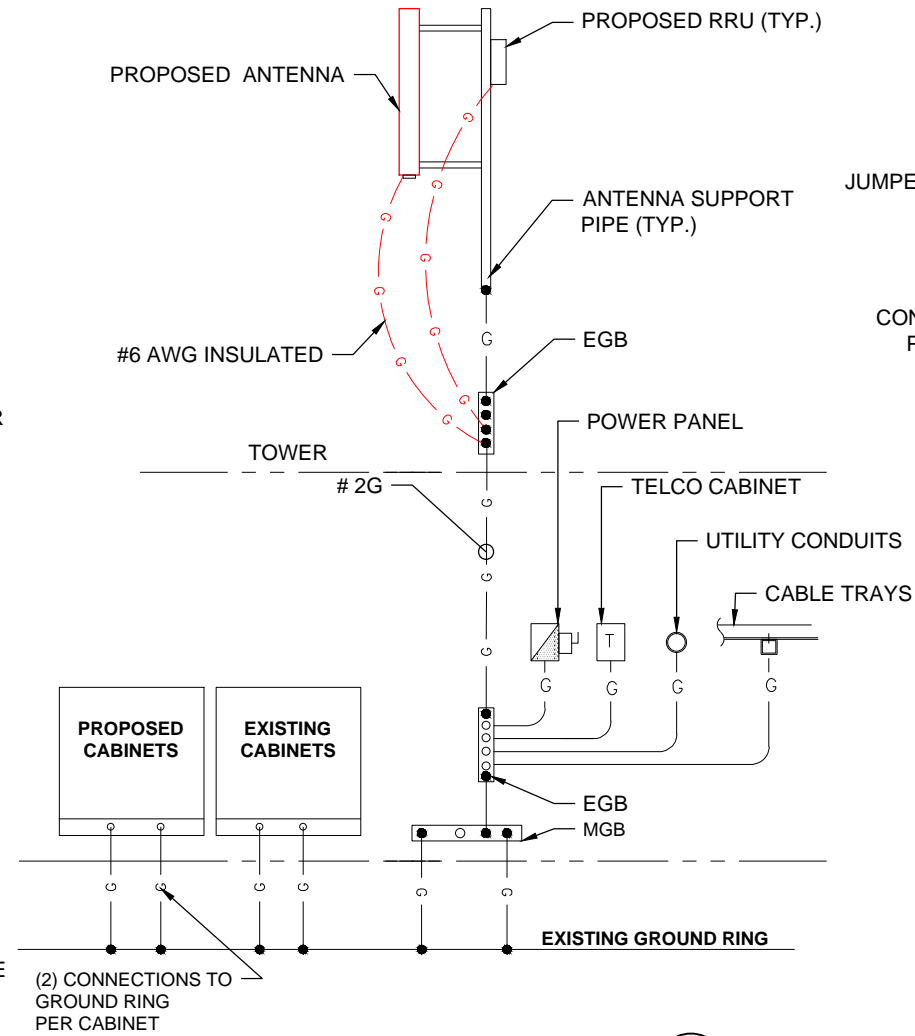 PROPOSED RRU (TYP.)
PROPOSED ANTENNA
G
G
JUMPE
ANTENNA SUPPORT
PIPE (TYP.)
G
G
G
G
CON
F
G
G
#6 AWG INSULATED
EGB
G
G
G
G
R
POWER PANEL
TOWER
# 2G
TELCO CABINET
G
UTILITY CONDUITS
G
CABLE TRAYS
T
G
G
G
G
G
PROPOSED
CABINETS
EXISTING
CABINETS
EGB
MGB
G
G
G
G
G
G
EXISTING GROUND RING
E
(2) CONNECTIONS TO
GROUND RING
PER CABINET